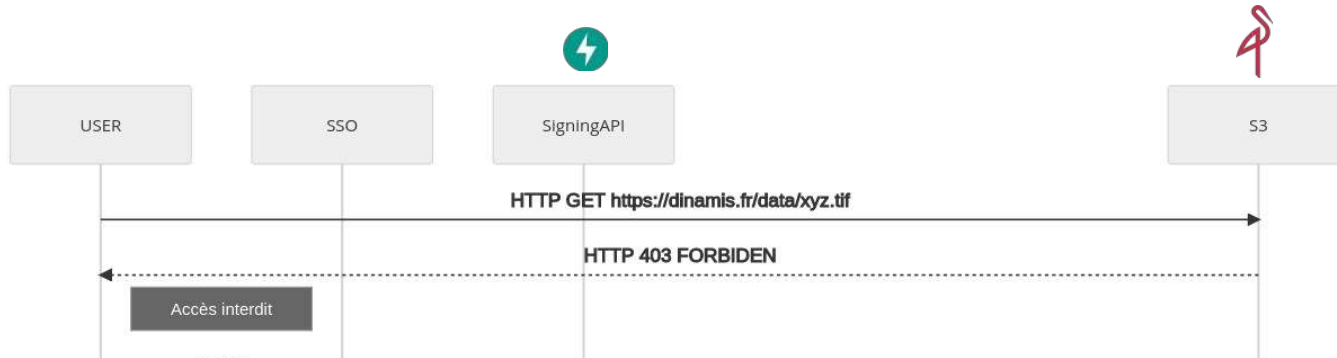 USER
SSO
SigningAPI
S3
HTTP GET https://dinamis.fr/data/xyz.tif
HTTP 403 FORBIDEN
Accès interdit